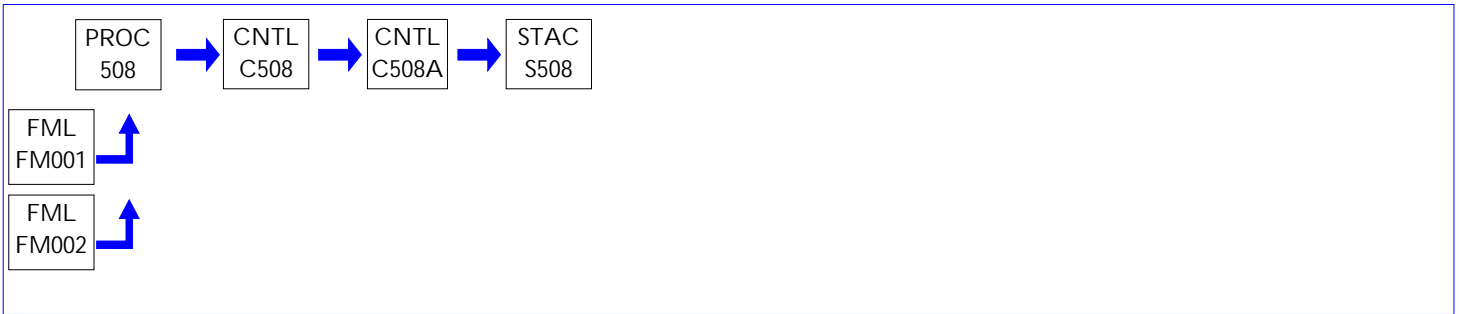 PROC
508
CNTL
C508
CNTL
C508A
STAC
S508
FML
FM001
FML
FM002